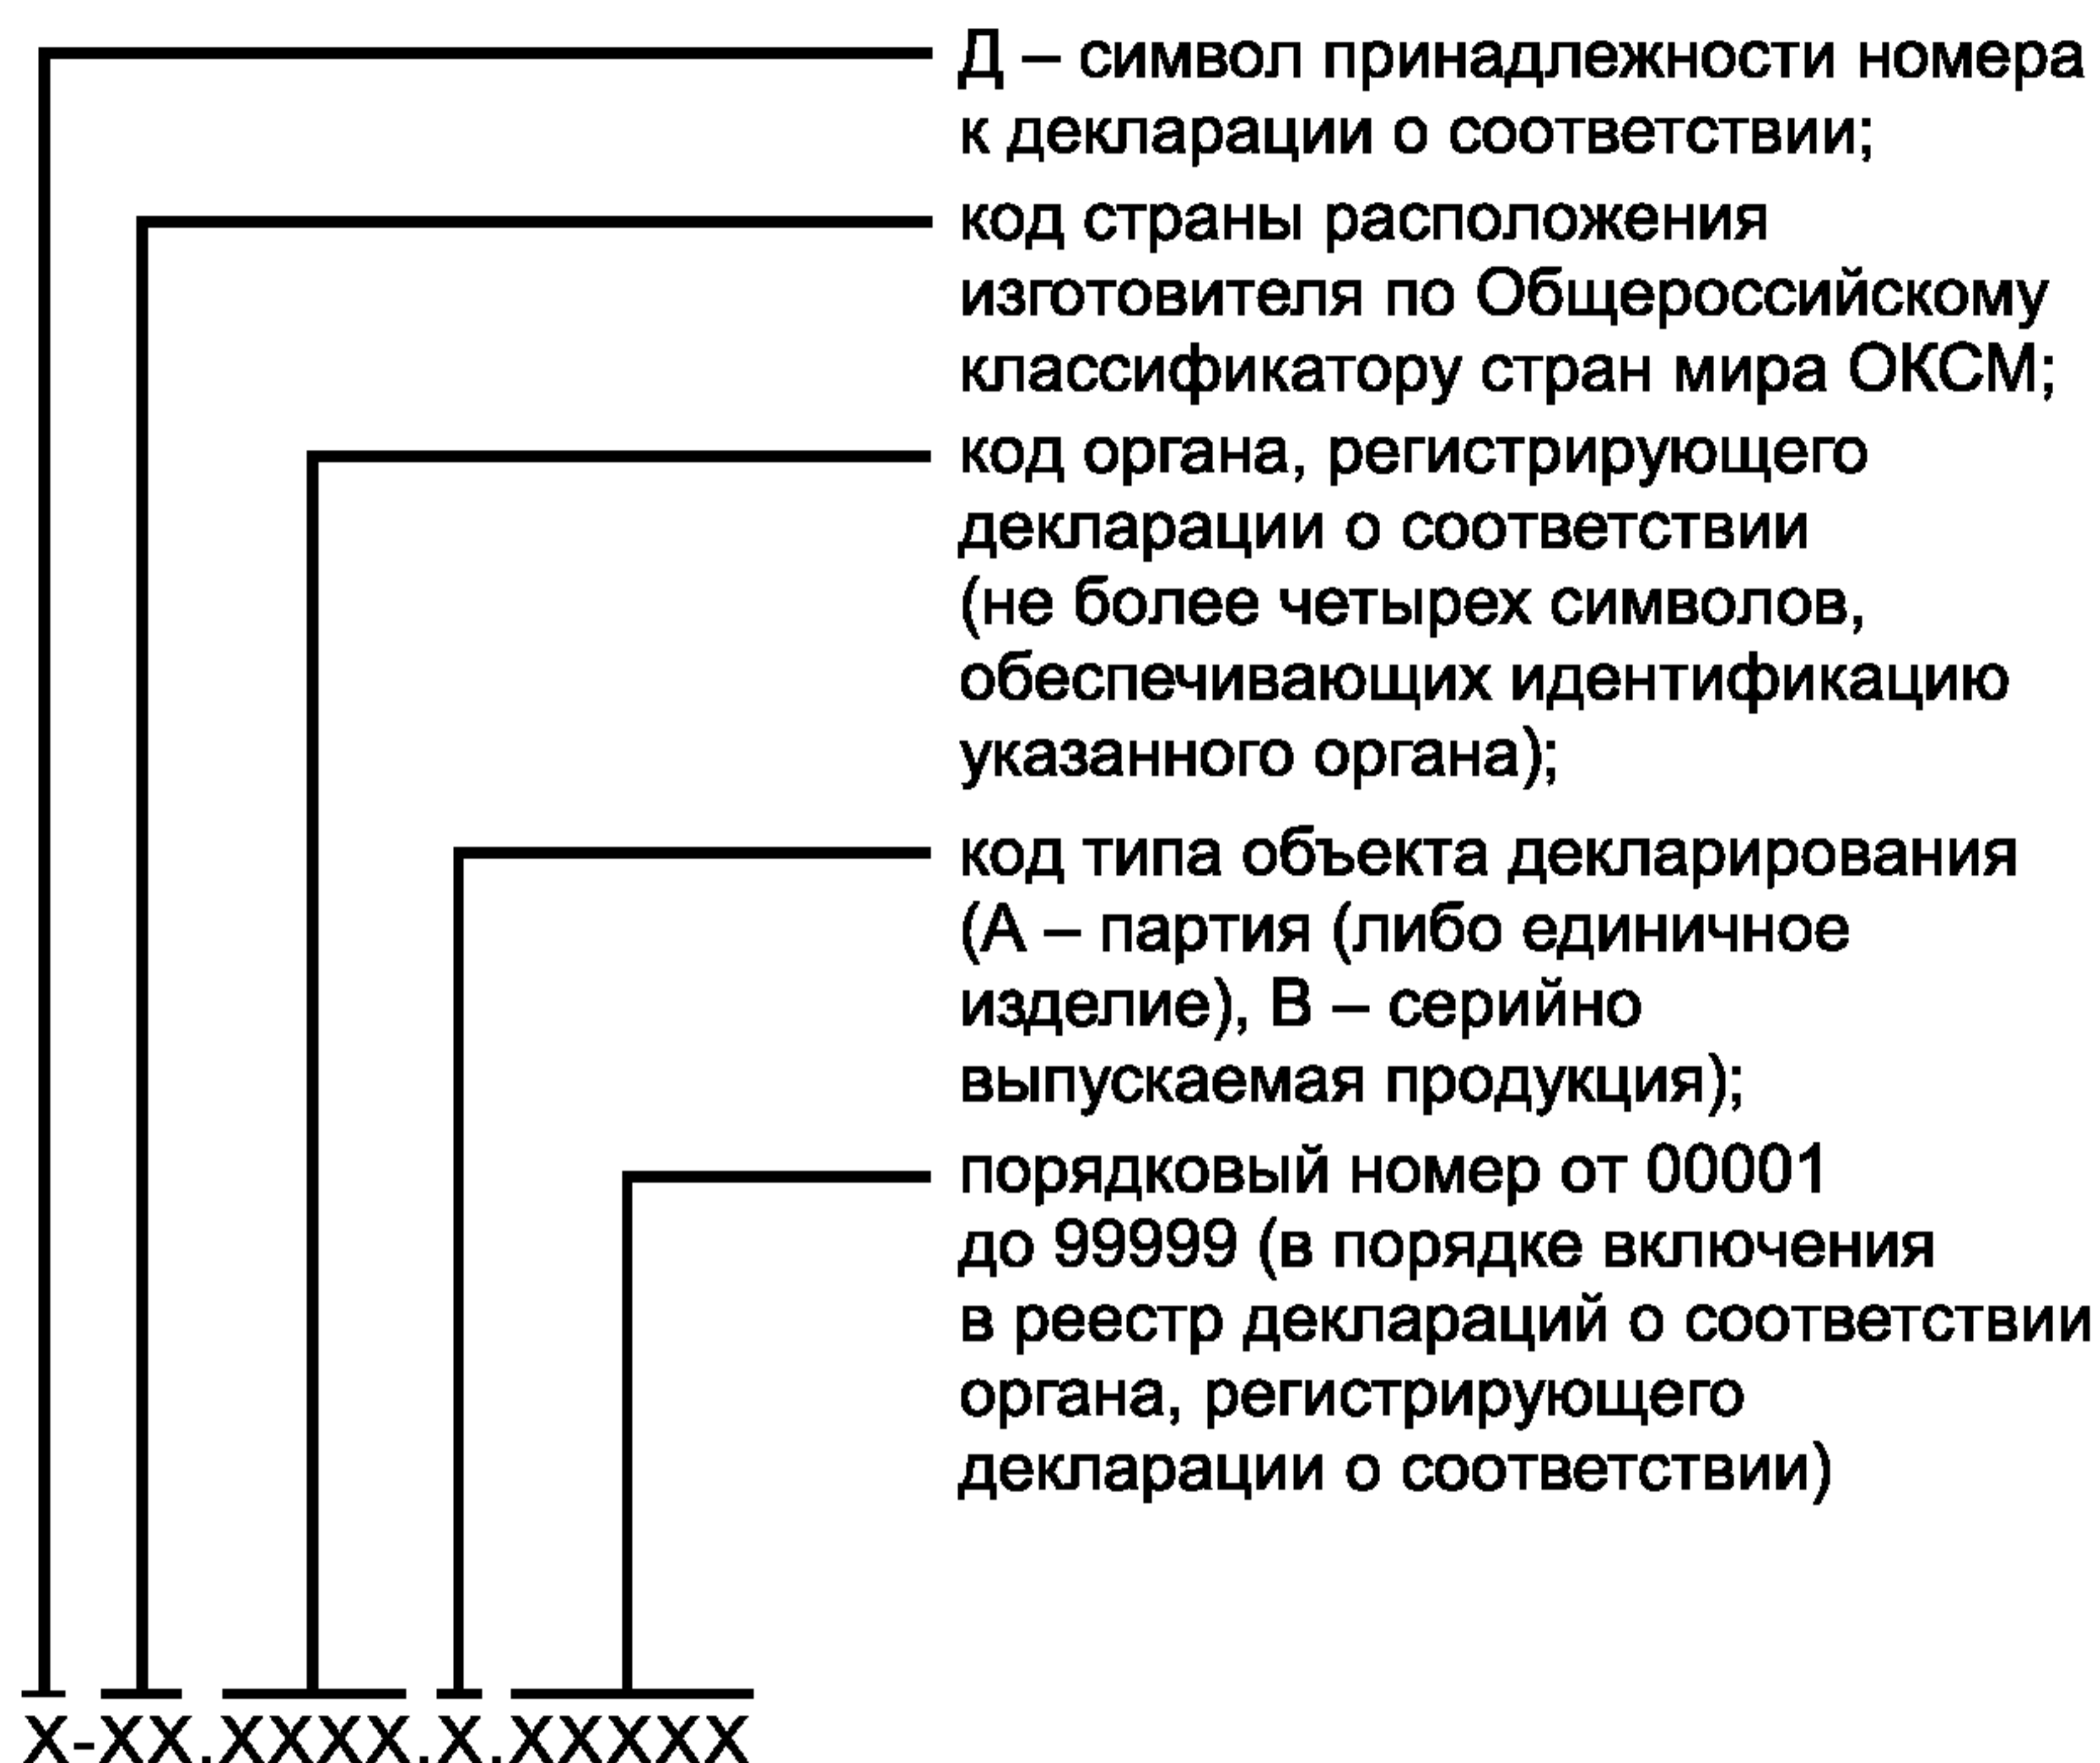 Д – символ принадлежности номера
к декларации о соответствии;
код страны расположения
изготовителя по Общероссийскому
классификатору стран мира ОКСМ;
код органа, регистрирующего
декларации о соответствии
(не более четырех символов,
обеспечивающих идентификацию
указанного органа);
код типа объекта декларирования
(А – партия (либо единичное
изделие), В – серийно
выпускаемая продукция);
порядковый номер от 00001
до 99999 (в порядке включения
в реестр деклараций о соответствии
органа, регистрирующего
декларации о соответствии)
Х-ХХ.ХХХХ.Х.ХХХХХ